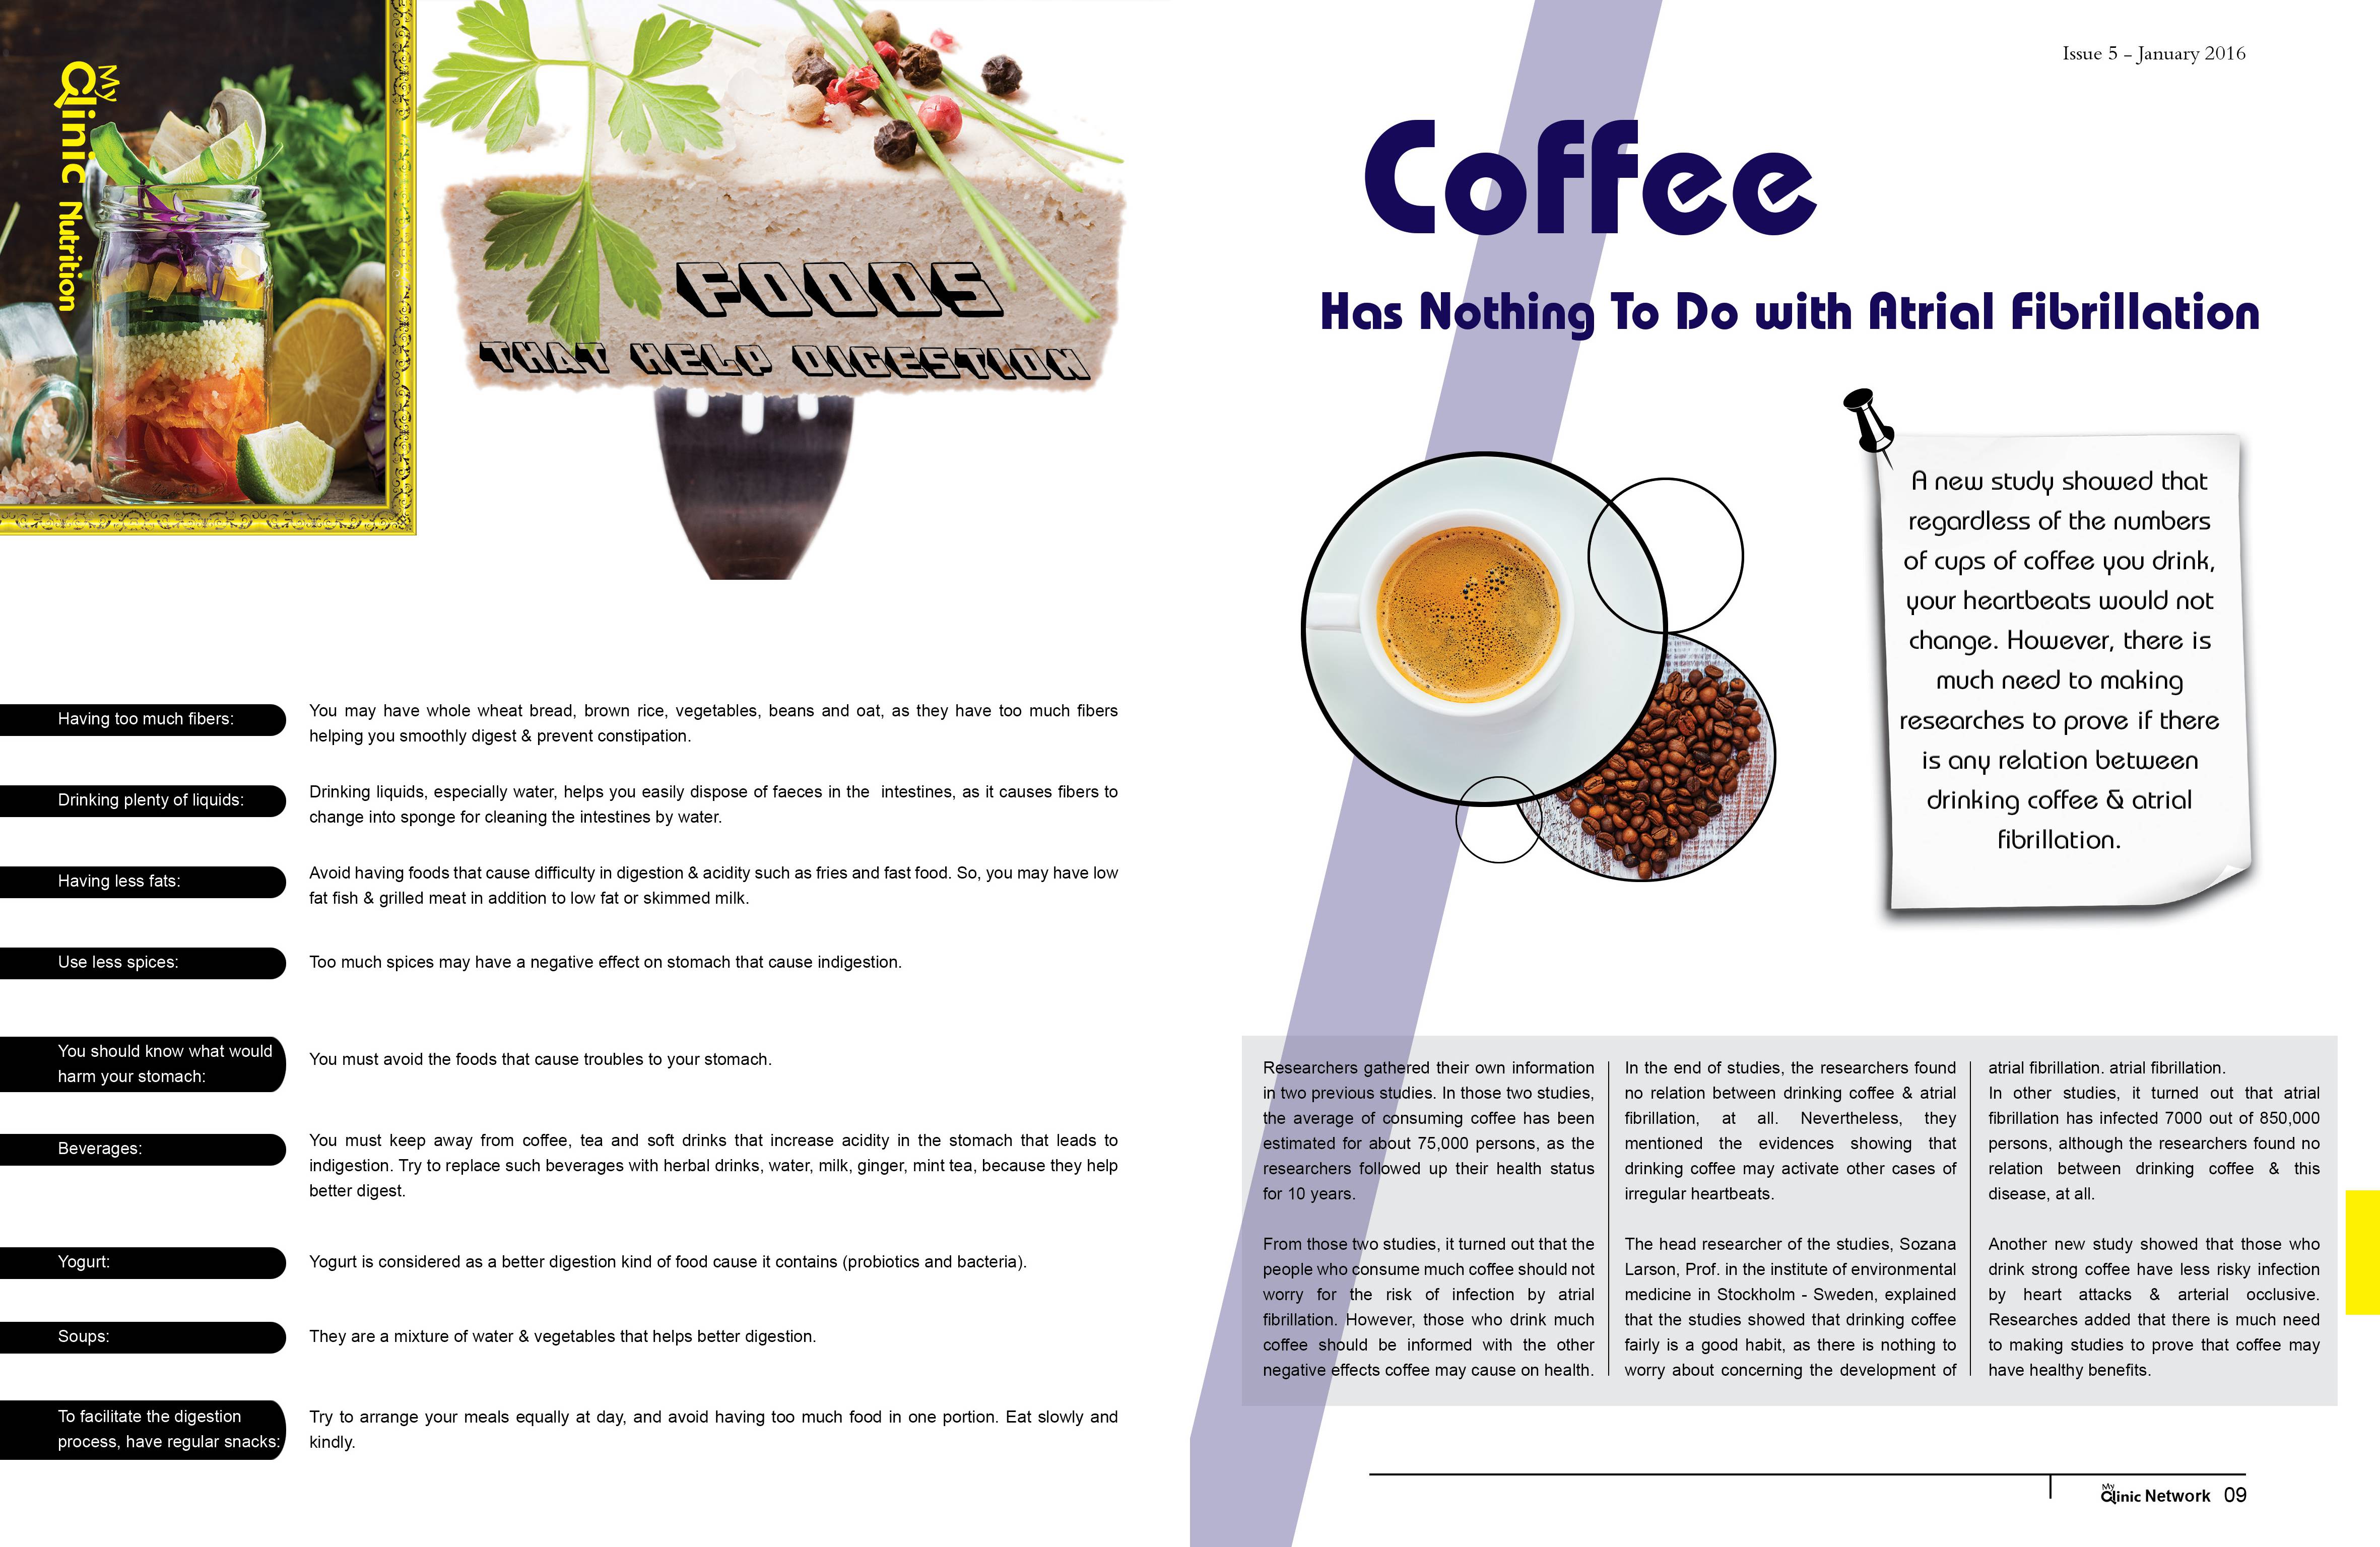 My
Clinic Nutrition
FOODS
THAT HELP DIGESTION
Having too much fibers:
You may have whole wheat bread, brown rice, vegetables, beans and oat, as they have too much fibers
helping you smoothly digest & prevent constipation.
Drinking plenty of liquids:
Drinking liquids, especially water, helps you easily dispose of faeces in the intestines, as it causes fibers to
change into sponge for cleaning the intestines by water.
Having less fats:
Avoid having foods that cause difficulty in digestion & acidity such as fries and fast food. So, you may have low
fat fish & grilled meat in addition to low fat or skimmed milk.
Use less spices:
Too much spices may have a negative effect on stomach that cause indigestion.
You should know what would
harm your stomach:
You must avoid the foods that cause troubles to your stomach.
Beverages:
You must keep away from coffee, tea and soft drinks that increase acidity in the stomach that leads to
indigestion. Try to replace such beverages with herbal drinks, water, milk, ginger, mint tea, because they help
better digest.
Yogurt:
Yogurt is considered as a better digestion kind of food cause it contains (probiotics and bacteria).
Soups:
They are a mixture of water & vegetables that helps better digestion.
To facilitate the digestion
process, have regular snacks:
Try to arrange your meals equally at day, and avoid having too much food in one portion. Eat slowly and
kindly.
Issue 5 – January 2016
Coffee
Has Nothing To Do with Atrial Fibrillation
A new study showed that
regardless of the numbers
of cups of coffee you drink,
your heartbeats would not
change. However, there is
much need to making
researches to prove if there
is any relation between
drinking coffee & atrial
fibrillation.
Researchers gathered their own information
in two previous studies. In those two studies,
the average of consuming coffee has been
estimated for about 75,000 persons, as the
researchers followed up their health status
for 10 years.
From those two studies, it turned out that the
people who consume much coffee should not
worry for the risk of infection by atrial
fibrillation. However, those who drink much
coffee should be informed with the other
negative effects coffee may cause on health.
In the end of studies, the researchers found
no relation between drinking coffee & atrial
fibrillation, at all. Nevertheless, they
mentioned the evidences showing that
drinking coffee may activate other cases of
irregular heartbeats.
The head researcher of the studies, Sozana
Larson, Prof. in the institute of environmental
medicine in Stockholm - Sweden, explained
that the studies showed that drinking coffee
fairly is a good habit, as there is nothing to
worry about concerning the development of
atrial fibrillation. atrial fibrillation.
In other studies, it turned out that atrial
fibrillation has infected 7000 out of 850,000
persons, although the researchers found no
relation between drinking coffee & this
disease, at all.
Another new study showed that those who
drink strong coffee have less risky infection
by heart attacks & arterial occlusive.
Researches added that there is much need
to making studies to prove that coffee may
have healthy benefits.
My
Clinic Network 09